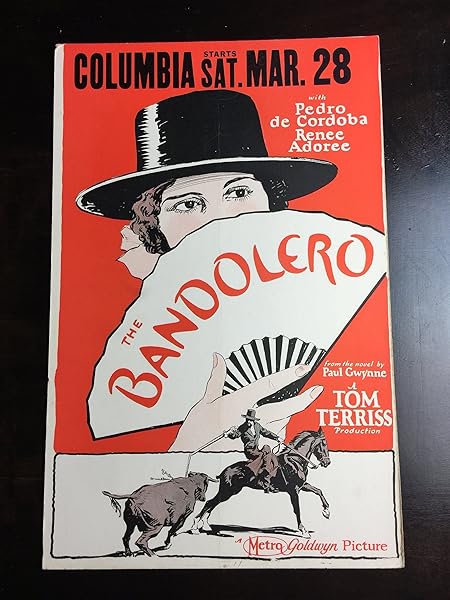 STARTS
COLUMBIA SAT. MAR. 28
with
Pedro
de Cordoba
Renee
Adoree
THE
BANDOLERO
from the novel by
Paul Gwynne
A
TOM
TERRISS
Production
A Metro Goldwyn Picture